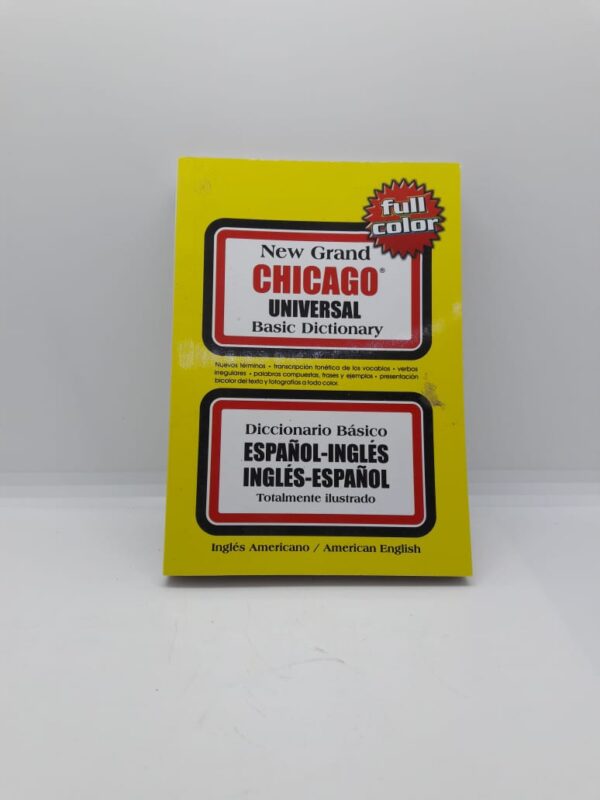 full
color
New Grand
CHICAGO®
UNIVERSAL
Basic Dictionary
Nuevos términos • transcripción fonética de los vocablos • verbos
irregulares • palabras compuestas, frases y ejemplos • presentación
bicolor del texto y fotografías a todo color.
Diccionario Básico
ESPAÑOL-INGLÉS
INGLÉS-ESPAÑOL
Totalmente ilustrado
Inglés Americano / American English